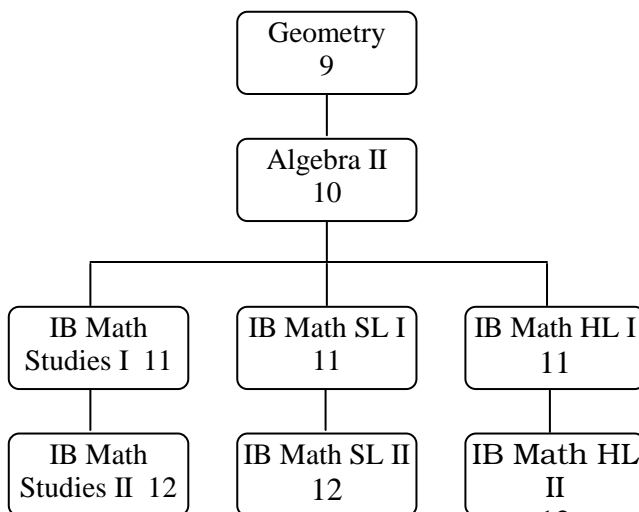 Geometry
9
Algebra II
10
IB Math
Studies I 11
IB Math SL I
11
IB Math HL I
11
IB Math
Studies II 12
IB Math SL II
12
IB Math HL
II